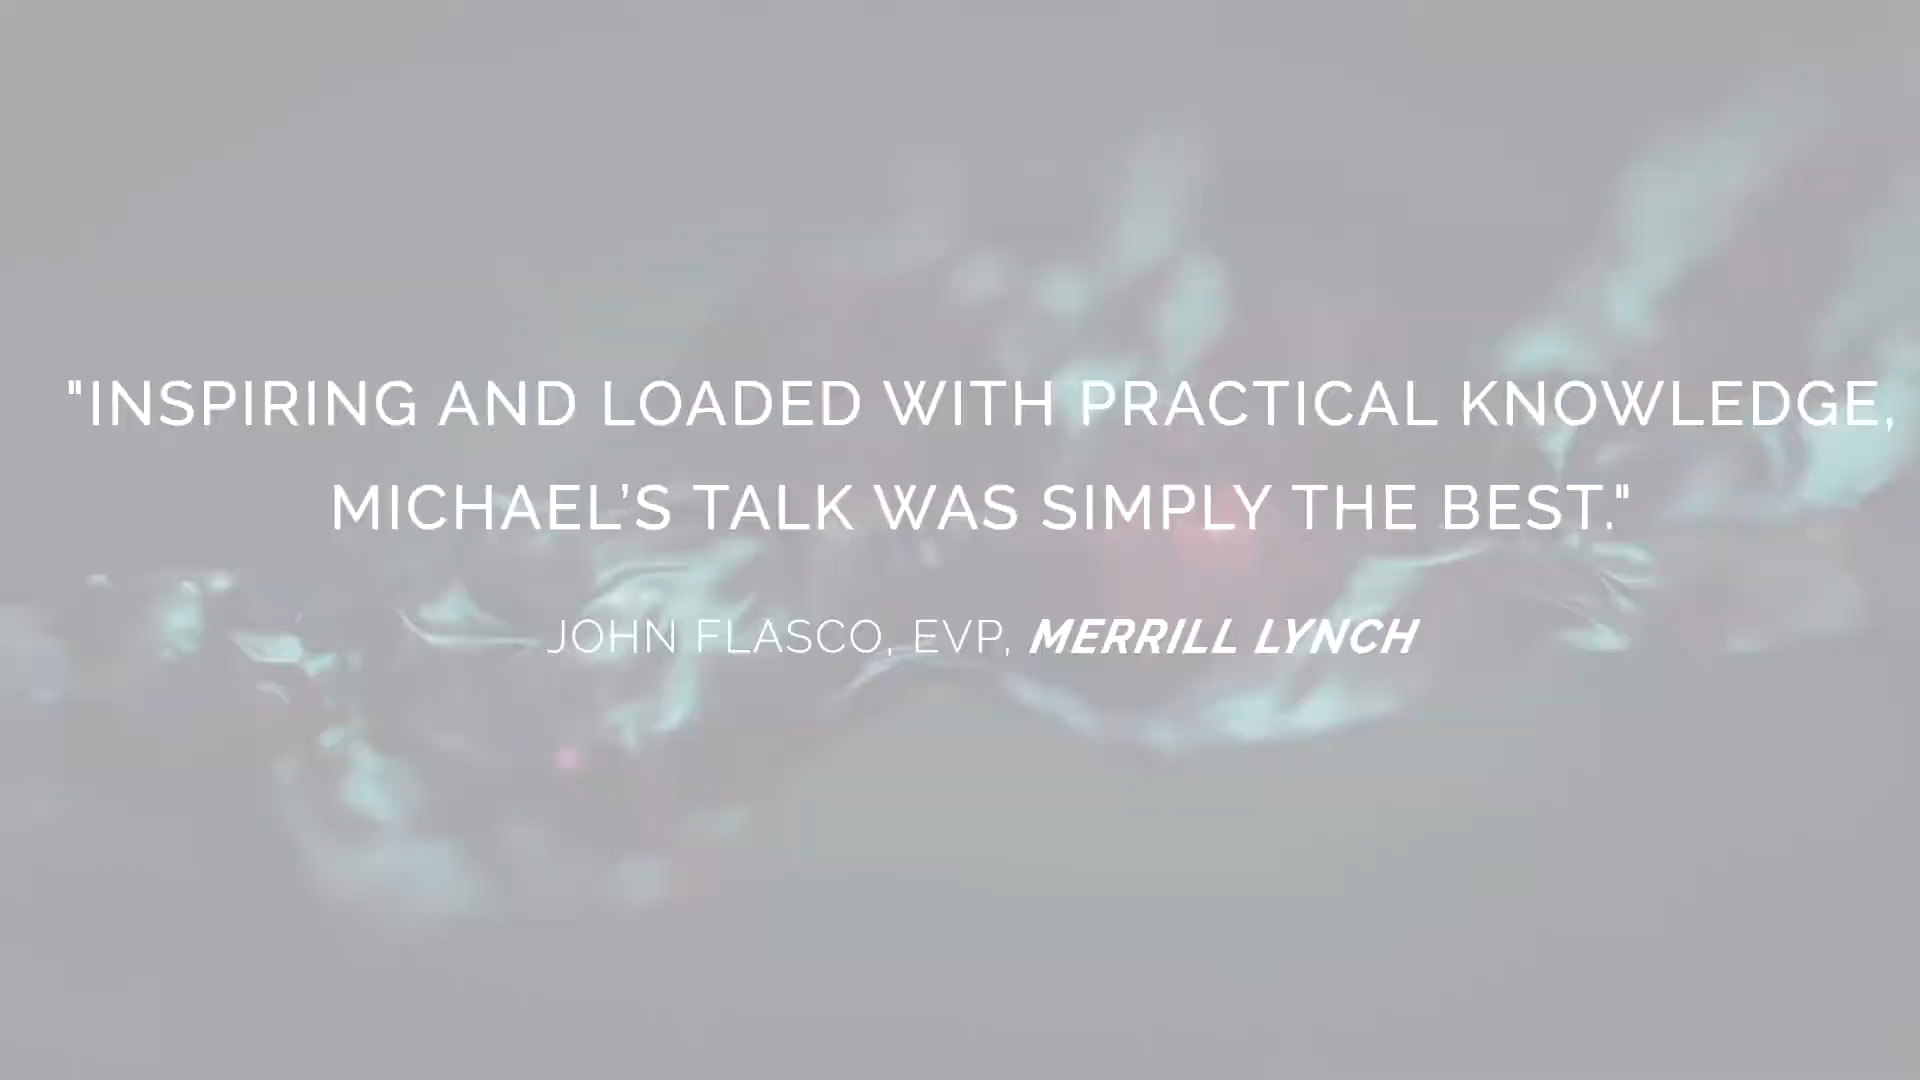 "INSPIRING AND LOADED WITH PRACTICAL KNOWLEDGE,
MICHAEL’S TALK WAS SIMPLY THE BEST."
JOHN FLASCO, EVP, MERRILL LYNCH